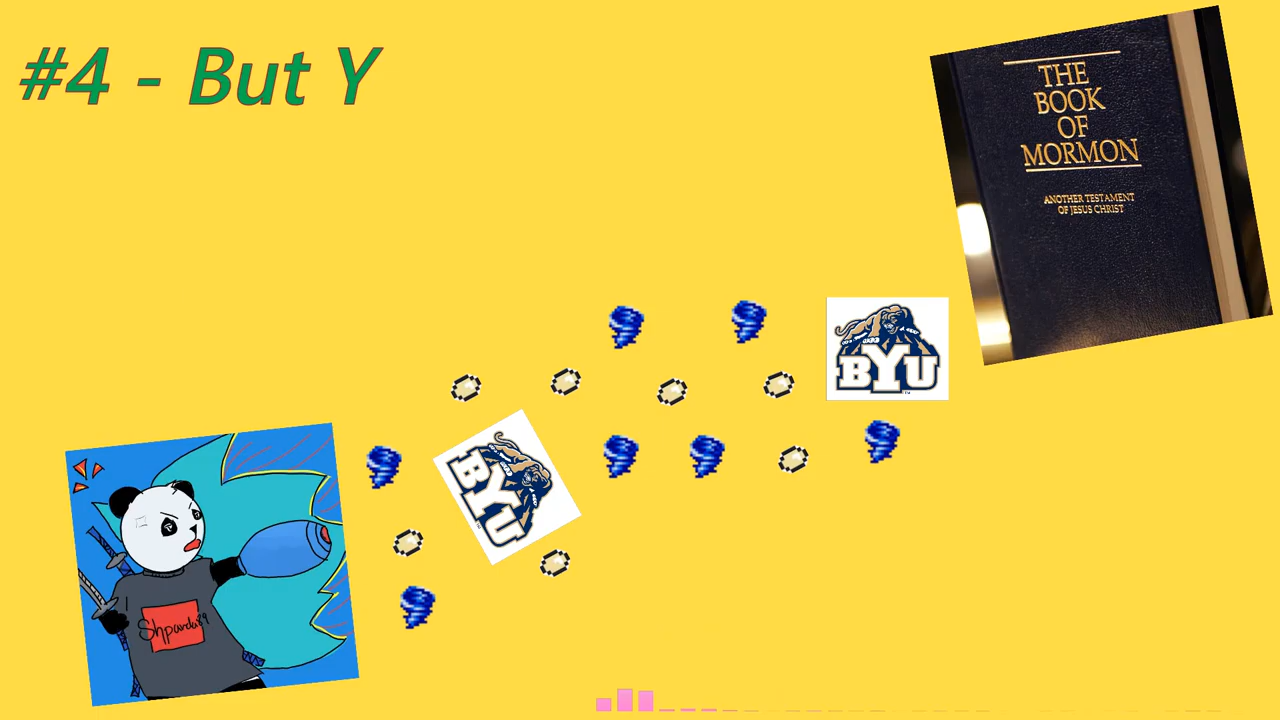 #4 - But Y
THE
BOOK
OF
MORMON
ANOTHER TESTAMENT
OF JESUS CHRIST
BYU
BYU
Shpanda89